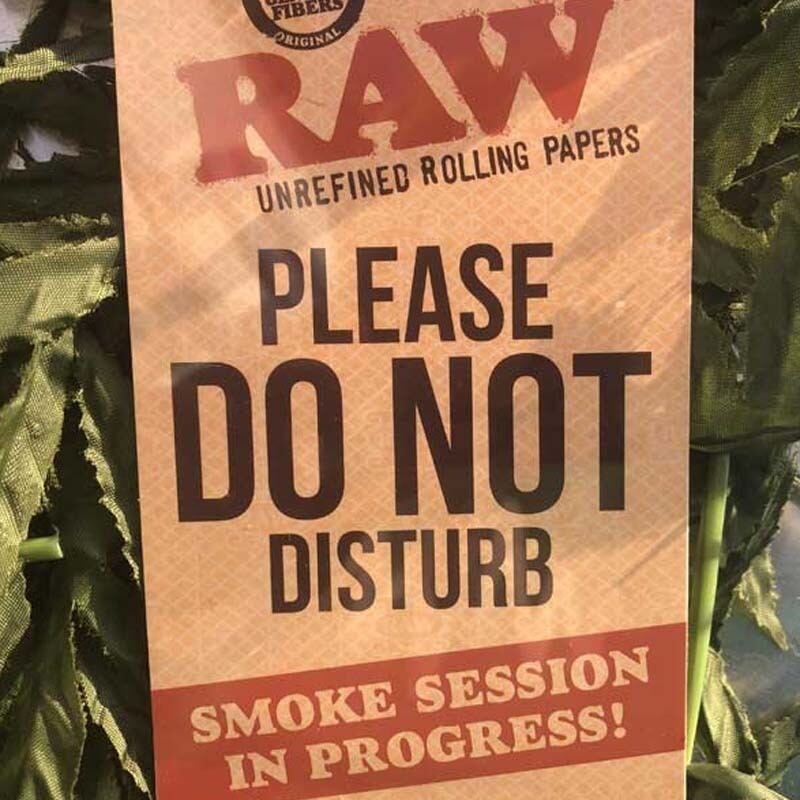 FIBERS
ORIGINAL
RAW
UNREFINED ROLLING PAPERS
PLEASE
DO NOT
DISTURB
SMOKE SESSION
IN PROGRESS!